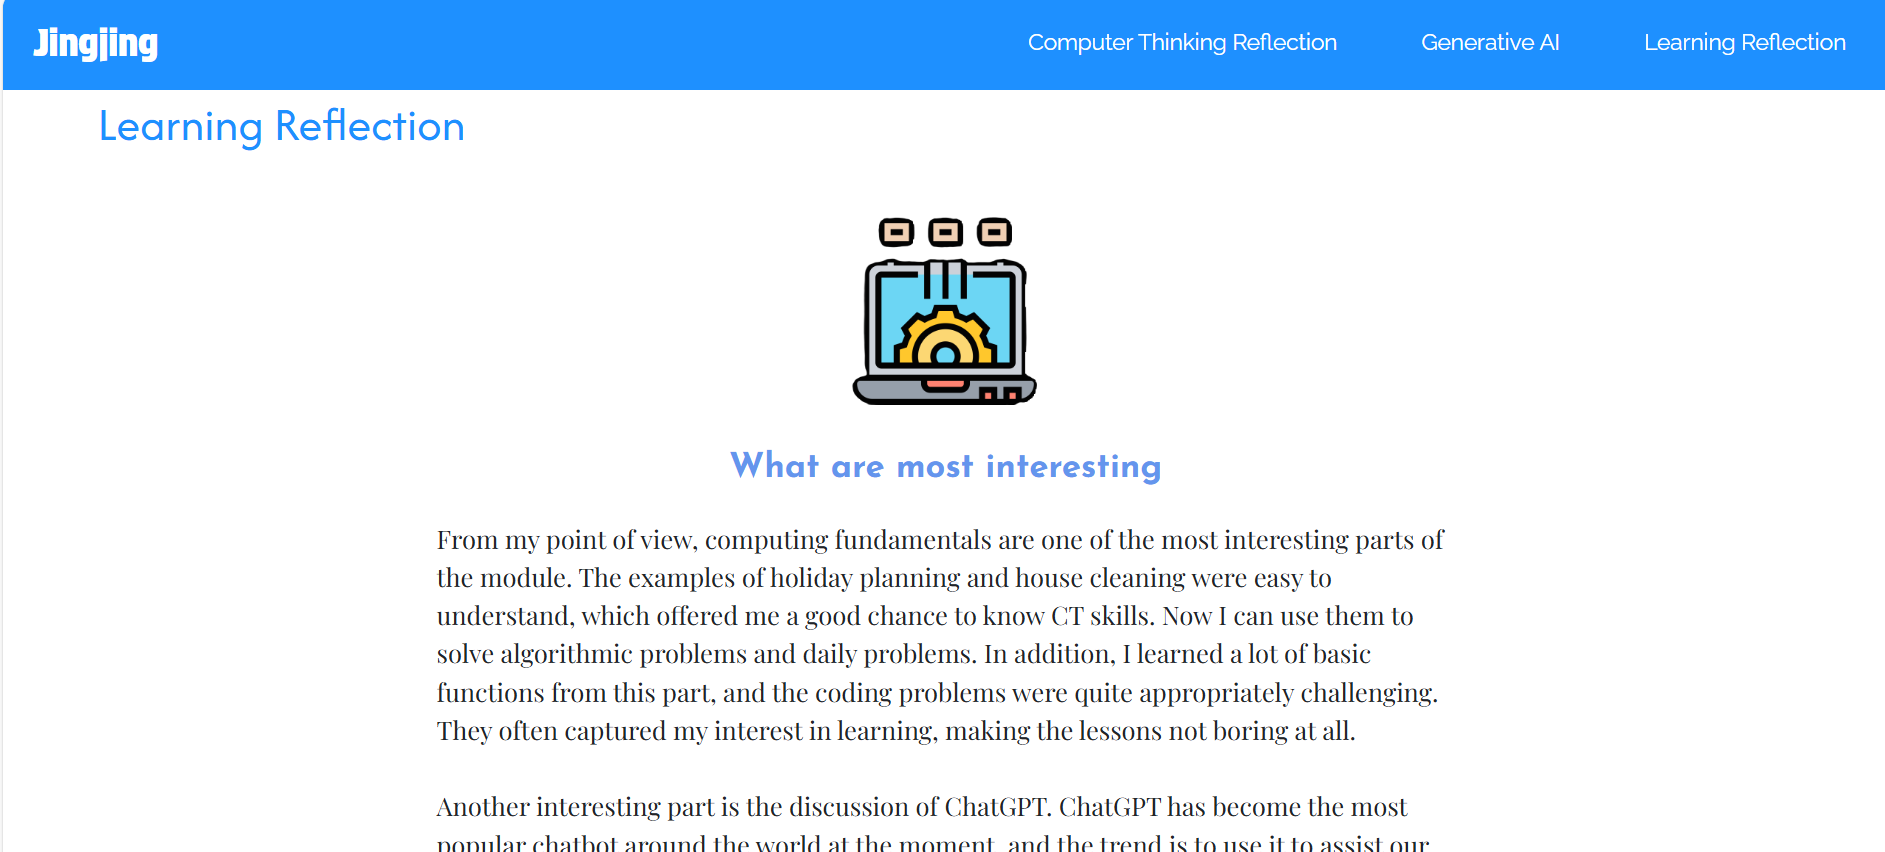 Jingjing
Computer Thinking Reflection
Generative AI
Learning Reflection
Learning Reflection
What are most interesting
From my point of view, computing fundamentals are one of the most interesting parts of
the module. The examples of holiday planning and house cleaning were easy to
understand, which offered me a good chance to know CT skills. Now I can use them to
solve algorithmic problems and daily problems. In addition, I learned a lot of basic
functions from this part, and the coding problems were quite appropriately challenging.
They often captured my interest in learning, making the lessons not boring at all.
Another interesting part is the discussion of ChatGPT. ChatGPT has become the most
popular chatbot around the world at the moment, and the trend is to use it to assist our